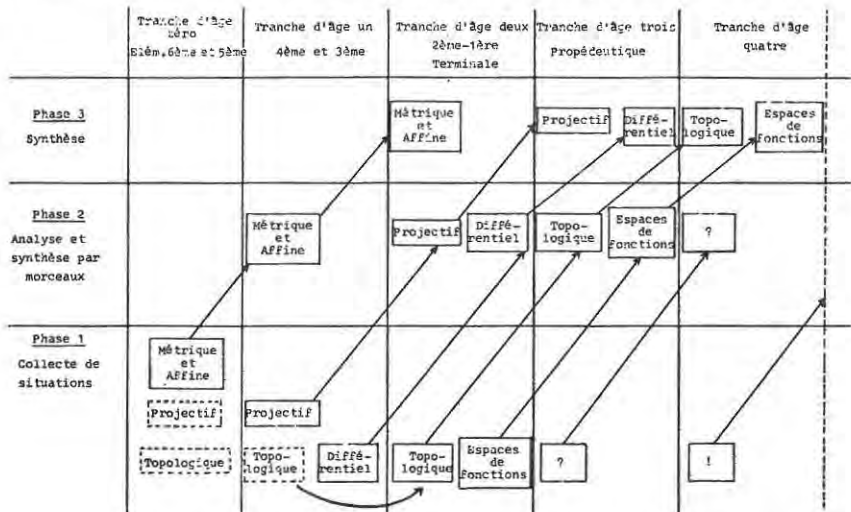 Tranche d'âge
zéro
Elém.6ème et 5ème
Tranche d'âge un
4ème et 3ème
Tranche d'âge deux
2ème-1ère
Terminale
Tranche d'âge trois
Propédeutique
Tranche d'âge
quatre
Phase 3
Synthèse
Métrique
et
Affine
Projectif
Diffé-
rentiel
Topo-
logique
Espaces
de
fonctions
Phase 2
Analyse et
synthèse par
morceaux
Métrique
et
Affine
Projectif
Diffé-
rentiel
Topo-
logique
Espaces
de
fonctions
?
Phase 1
Collecte de
situations
Métrique
et
Affine
Projectif
Projectif
Topologique
Topo-
logique
Diffé-
rentiel
Topo-
logique
Espaces
de
fonctions
?
!